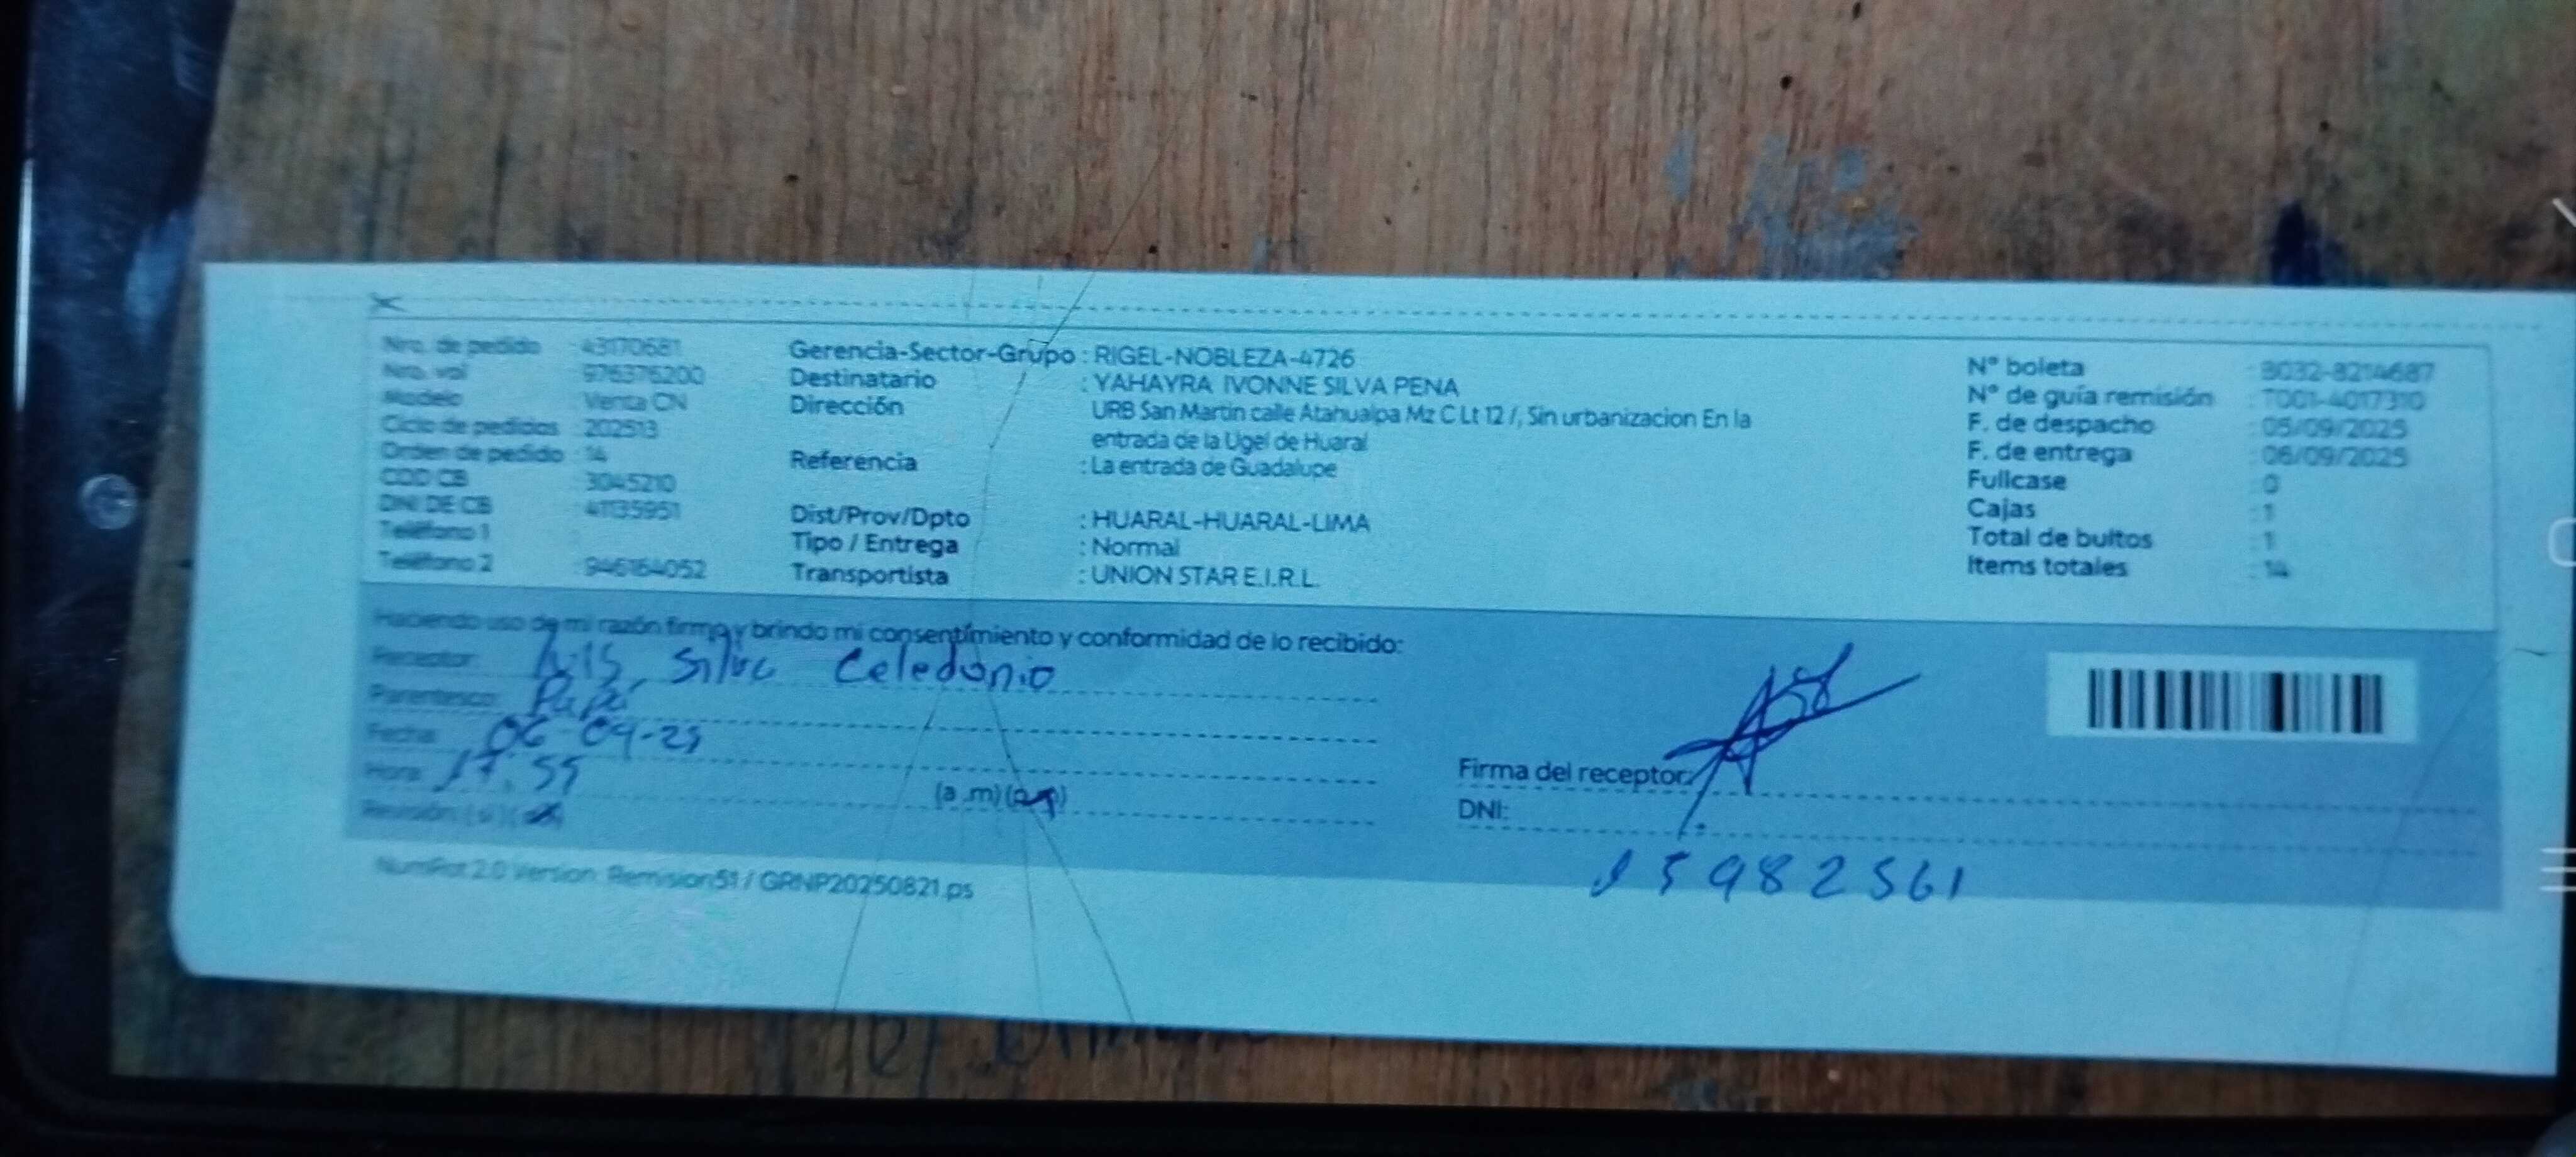 Nro. de pedido : 43170681
Nro. vol : 976376200
Modelo : Venta CN
Ciclo de pedidos : 202513
Orden de pedido : 14
COD CB : 3045210
DNI DE CB : 41135951
Teléfono 1
Teléfono 2 : 946164052
Gerencia-Sector-Grupo : RIGEL-NOBLEZA-4726
Destinatario : YAHAYRA IVONNE SILVA PENA
Dirección URB San Martin calle Atahualpa Mz C Lt 12 /, Sin urbanizacion En la
entrada de la Ugel de Huaral
Referencia : La entrada de Guadalupe
Dist/Prov/Dpto : HUARAL-HUARAL-LIMA
Tipo / Entrega : Normal
Transportista : UNION STAR E.I.R.L.
N° boleta : B032-8214687
N° de guía remisión : T001-4017310
F. de despacho : 05/09/2025
F. de entrega : 06/09/2025
Fullcase : 0
Cajas : 1
Total de bultos : 1
Items totales : 14
Haciendo uso de mi razón firmo y brindo mi consentimiento y conformidad de lo recibido:
Receptor: Silva Celedonio
Parentesco: Papá
Fecha: 06-09-25
Hora: 17:55 (a.m)
Revisión (si)
Firma del receptor:
DNI:
15982561
NumRot 2.0 Version: Remision51 / GRNP20250821.ps